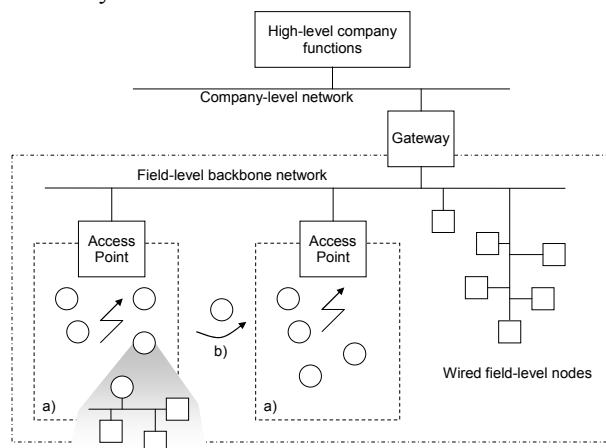 High-level company
functions
Company-level network
Gateway
Field-level backbone network
Access
Point
Access
Point
b)
Wired field-level nodes
a)
a)